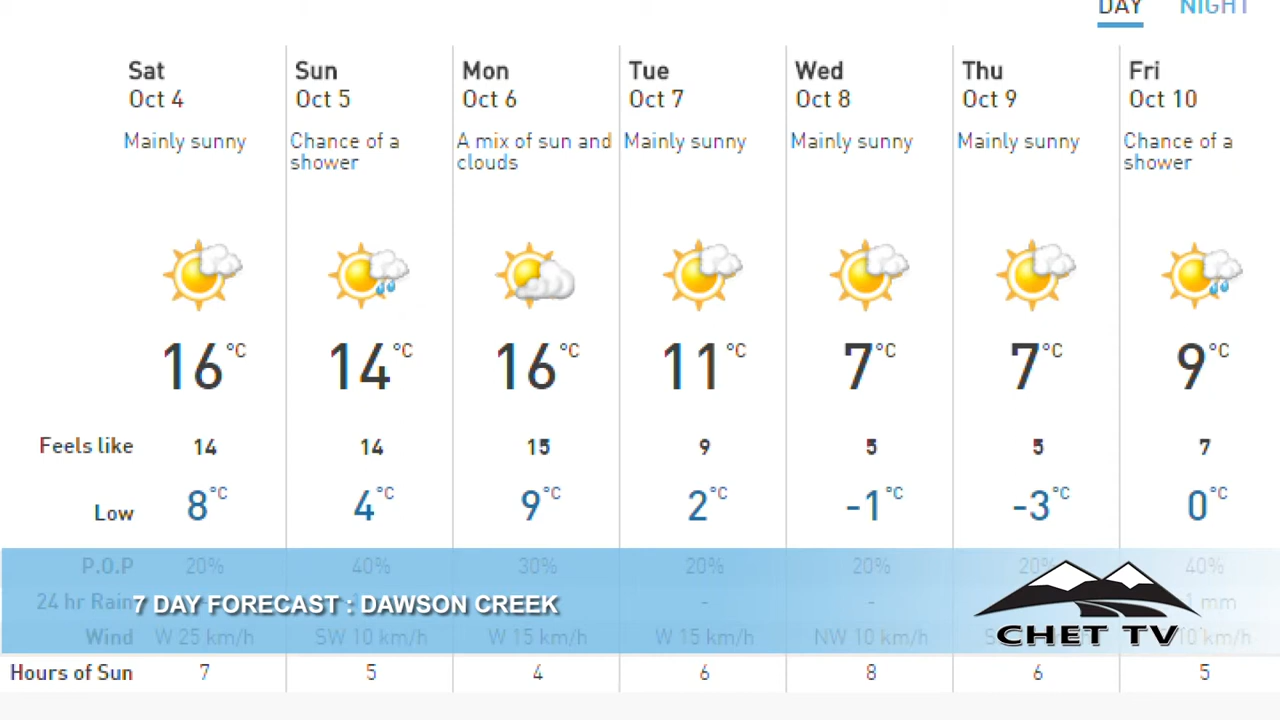 DAY NIGHT
Sat Sun Mon Tue Wed Thu Fri
Oct 4 Oct 5 Oct 6 Oct 7 Oct 8 Oct 9 Oct 10
Mainly sunny Chance of a A mix of sun and Mainly sunny Mainly sunny Mainly sunny Chance of a
shower clouds shower
16°C 14°C 16°C 11°C 7°C 7°C 9°C
Feels like 14 14 15 9 5 5 7
Low 8°C 4°C 9°C 2°C -1°C -3°C 0°C
P.O.P 20% 40% 30% 20% 20% 20% 40%
24 hr Rain - - 1 mm
7 DAY FORECAST : DAWSON CREEK
CHET TV
Wind W 25 km/h SW 10 km/h W 15 km/h W 15 km/h NW 10 km/h
Hours of Sun 7 5 4 6 8 6 5